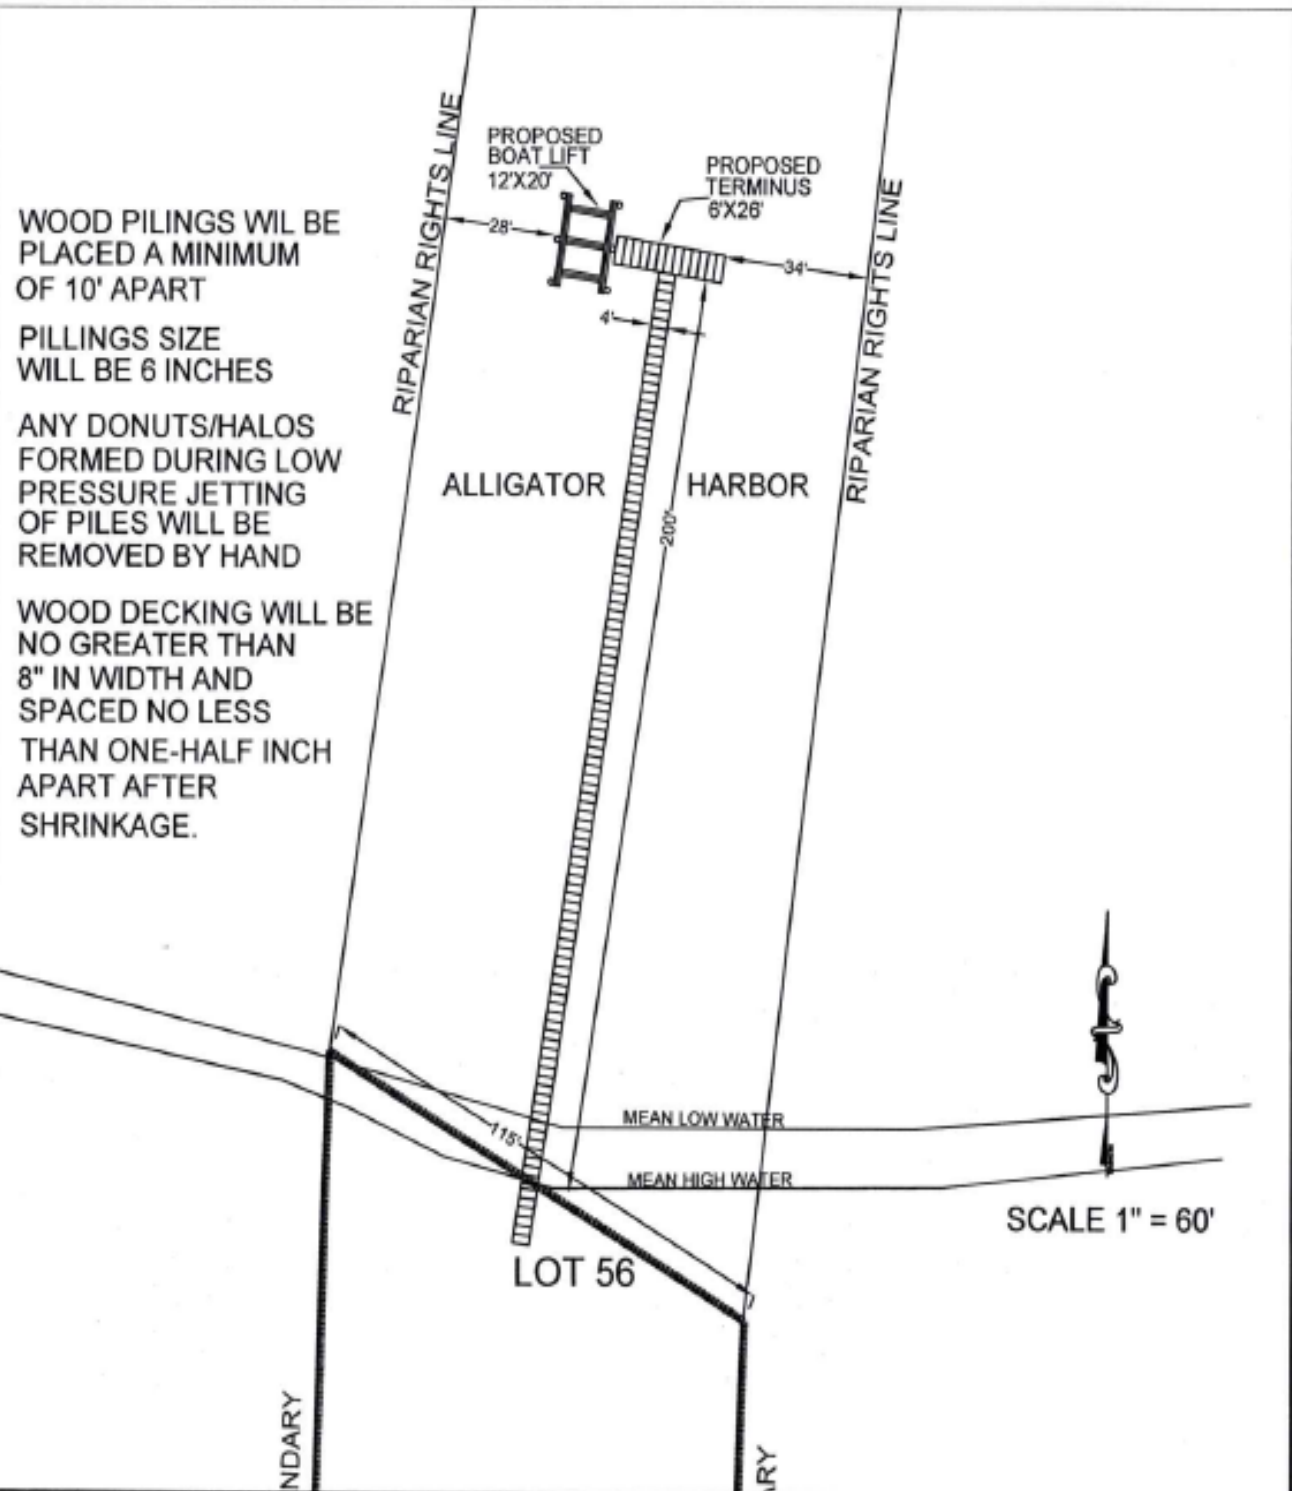 PROPOSED
BOAT LIFT
12'X20'
PROPOSED
TERMINUS
6'X26'
RIPARIAN RIGHTS LINE
RIPARIAN RIGHTS LINE
28'
34'
4'
WOOD PILINGS WIL BE
PLACED A MINIMUM
OF 10' APART
PILLINGS SIZE
WILL BE 6 INCHES
ANY DONUTS/HALOS
FORMED DURING LOW
PRESSURE JETTING
OF PILES WILL BE
REMOVED BY HAND
WOOD DECKING WILL BE
NO GREATER THAN
8" IN WIDTH AND
SPACED NO LESS
THAN ONE-HALF INCH
APART AFTER
SHRINKAGE.
ALLIGATOR HARBOR
200'
115'
MEAN LOW WATER
MEAN HIGH WATER
SCALE 1" = 60'
LOT 56
NDARY
ARY